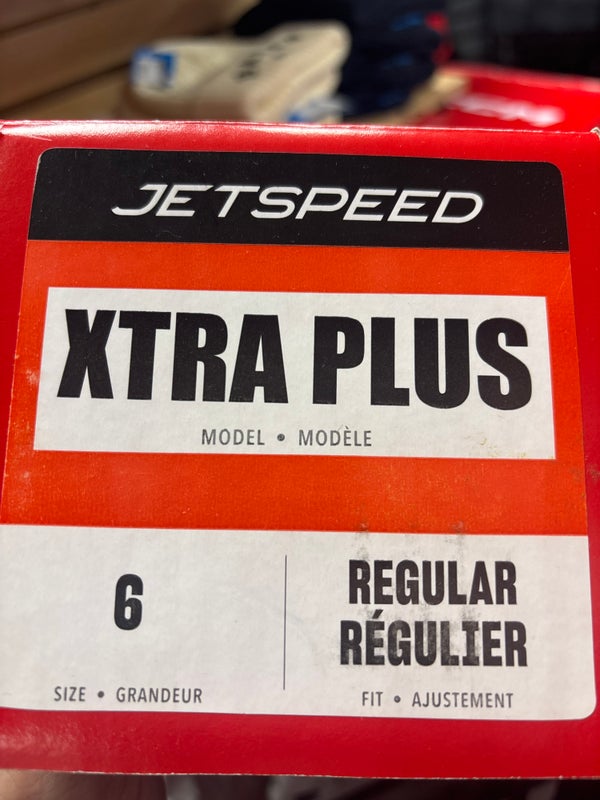 JETSPEED
XTRA PLUS
MODEL • MODÈLE
6
SIZE • GRANDEUR
REGULAR
RÉGULIER
FIT • AJUSTEMENT